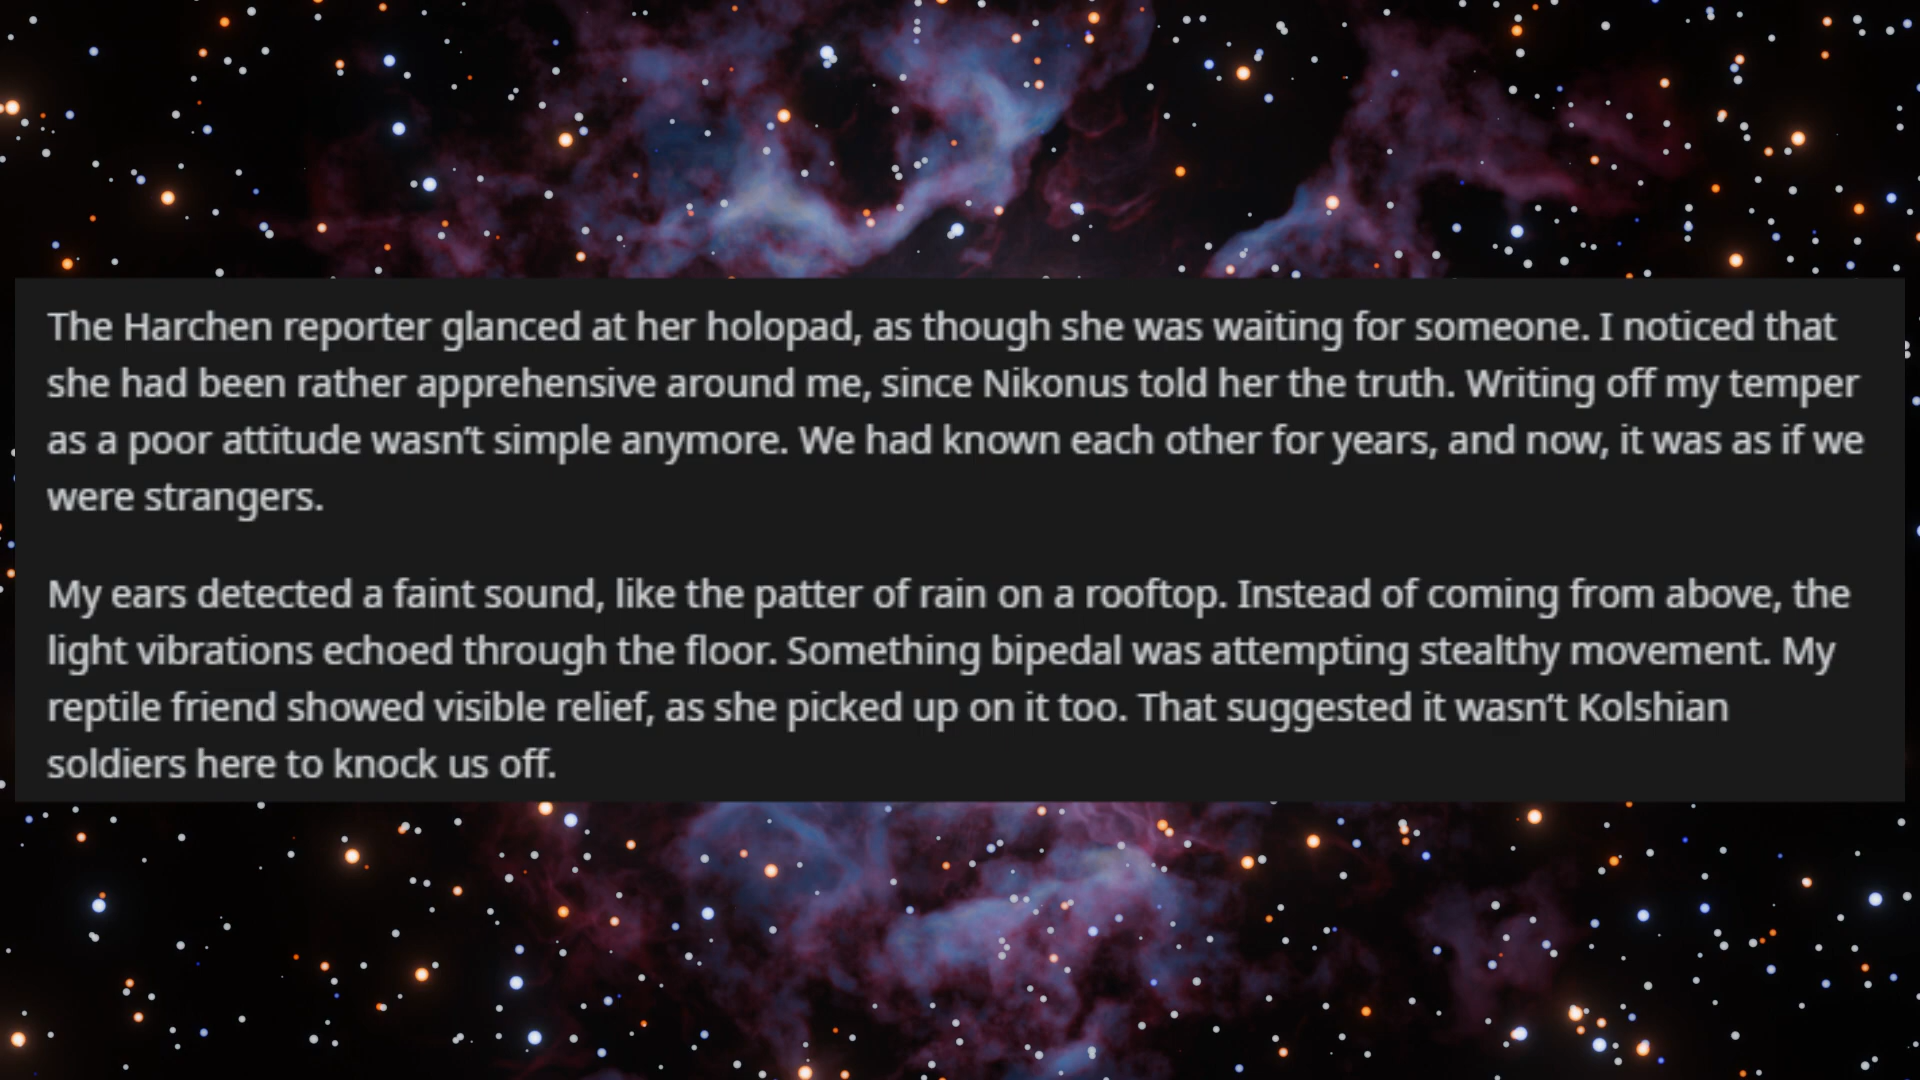 The Harchen reporter glanced at her holopad, as though she was waiting for someone. I noticed that
she had been rather apprehensive around me, since Nikonus told her the truth. Writing off my temper
as a poor attitude wasn’t simple anymore. We had known each other for years, and now, it was as if we
were strangers.
My ears detected a faint sound, like the patter of rain on a rooftop. Instead of coming from above, the
light vibrations echoed through the floor. Something bipedal was attempting stealthy movement. My
reptile friend showed visible relief, as she picked up on it too. That suggested it wasn’t Kolshian
soldiers here to knock us off.